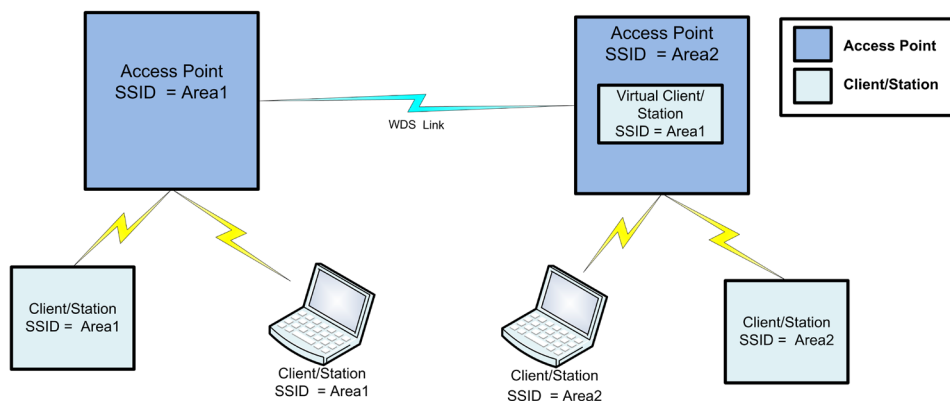 Access Point
SSID = Area1
WDS Link
Access Point
SSID = Area2
Virtual Client/
Station
SSID = Area1
Access Point
Client/Station
Client/Station
SSID = Area1
Client/Station
SSID = Area1
Client/Station
SSID = Area2
Client/Station
SSID = Area2